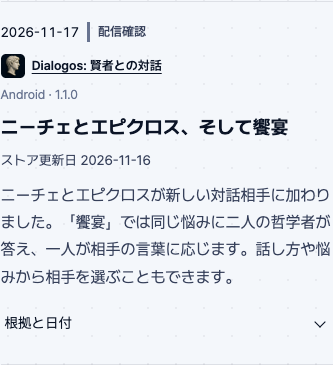 2026-11-17 配信確認
Dialogos: 賢者との対話
Android · 1.1.0
ニーチェとエピクロス、そして饗宴
ストア更新日 2026-11-16
ニーチェとエピクロスが新しい対話相手に加わり
ました。「饗宴」では同じ悩みに二人の哲学者が
答え、一人が相手の言葉に応じます。話し方や悩
みから相手を選ぶこともできます。
根拠と日付